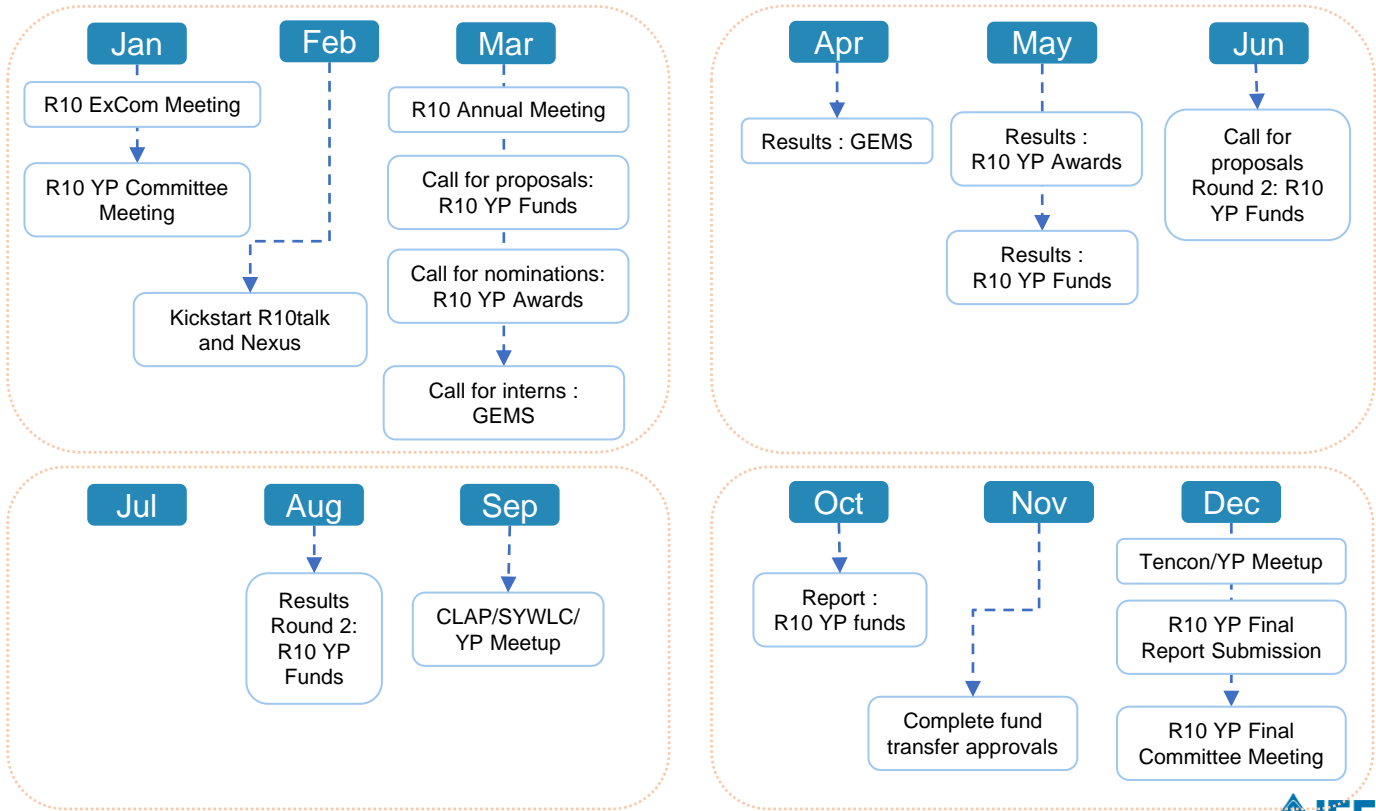 Jan
R10 ExCom Meeting
R10 YP Committee
Meeting
Feb
Kickstart R10talk
and Nexus
Mar
R10 Annual Meeting
Call for proposals:
R10 YP Funds
Call for nominations:
R10 YP Awards
Call for interns :
GEMS
Apr
Results : GEMS
May
Results :
R10 YP Awards
Results :
R10 YP Funds
Jun
Call for
proposals
Round 2: R10
YP Funds
Jul
Aug
Results
Round 2:
R10 YP
Funds
Sep
CLAP/SYWLC/
YP Meetup
Oct
Report :
R10 YP funds
Nov
Complete fund
transfer approvals
Dec
Tencon/YP Meetup
R10 YP Final
Report Submission
R10 YP Final
Committee Meeting